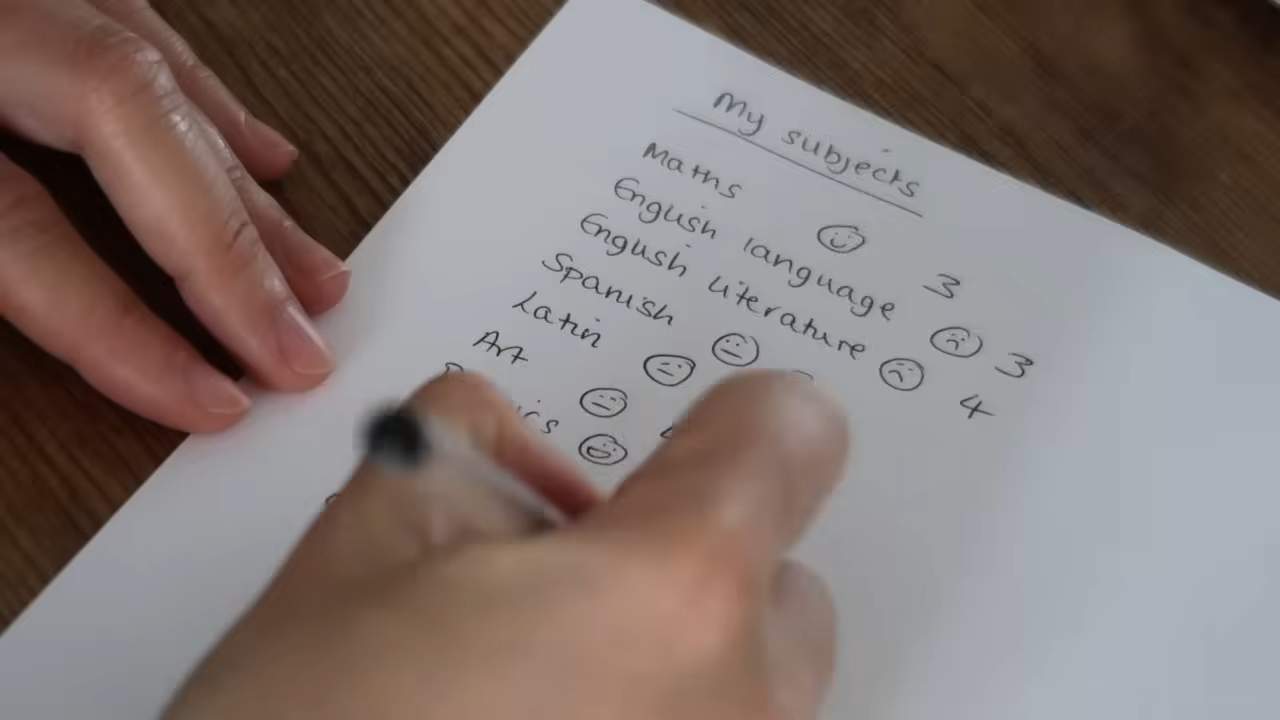 My subjects
Maths 3
English language 3
English literature 4
Spanish
Latin
Art